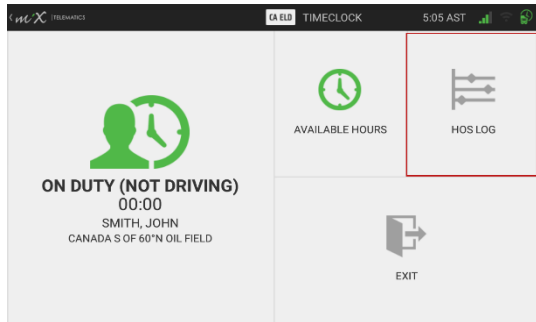 miX TELEMATICS
CA ELD TIMECLOCK
5:05 AST
AVAILABLE HOURS
HOS LOG
ON DUTY (NOT DRIVING)
00:00
SMITH, JOHN
CANADA S OF 60°N OIL FIELD
EXIT